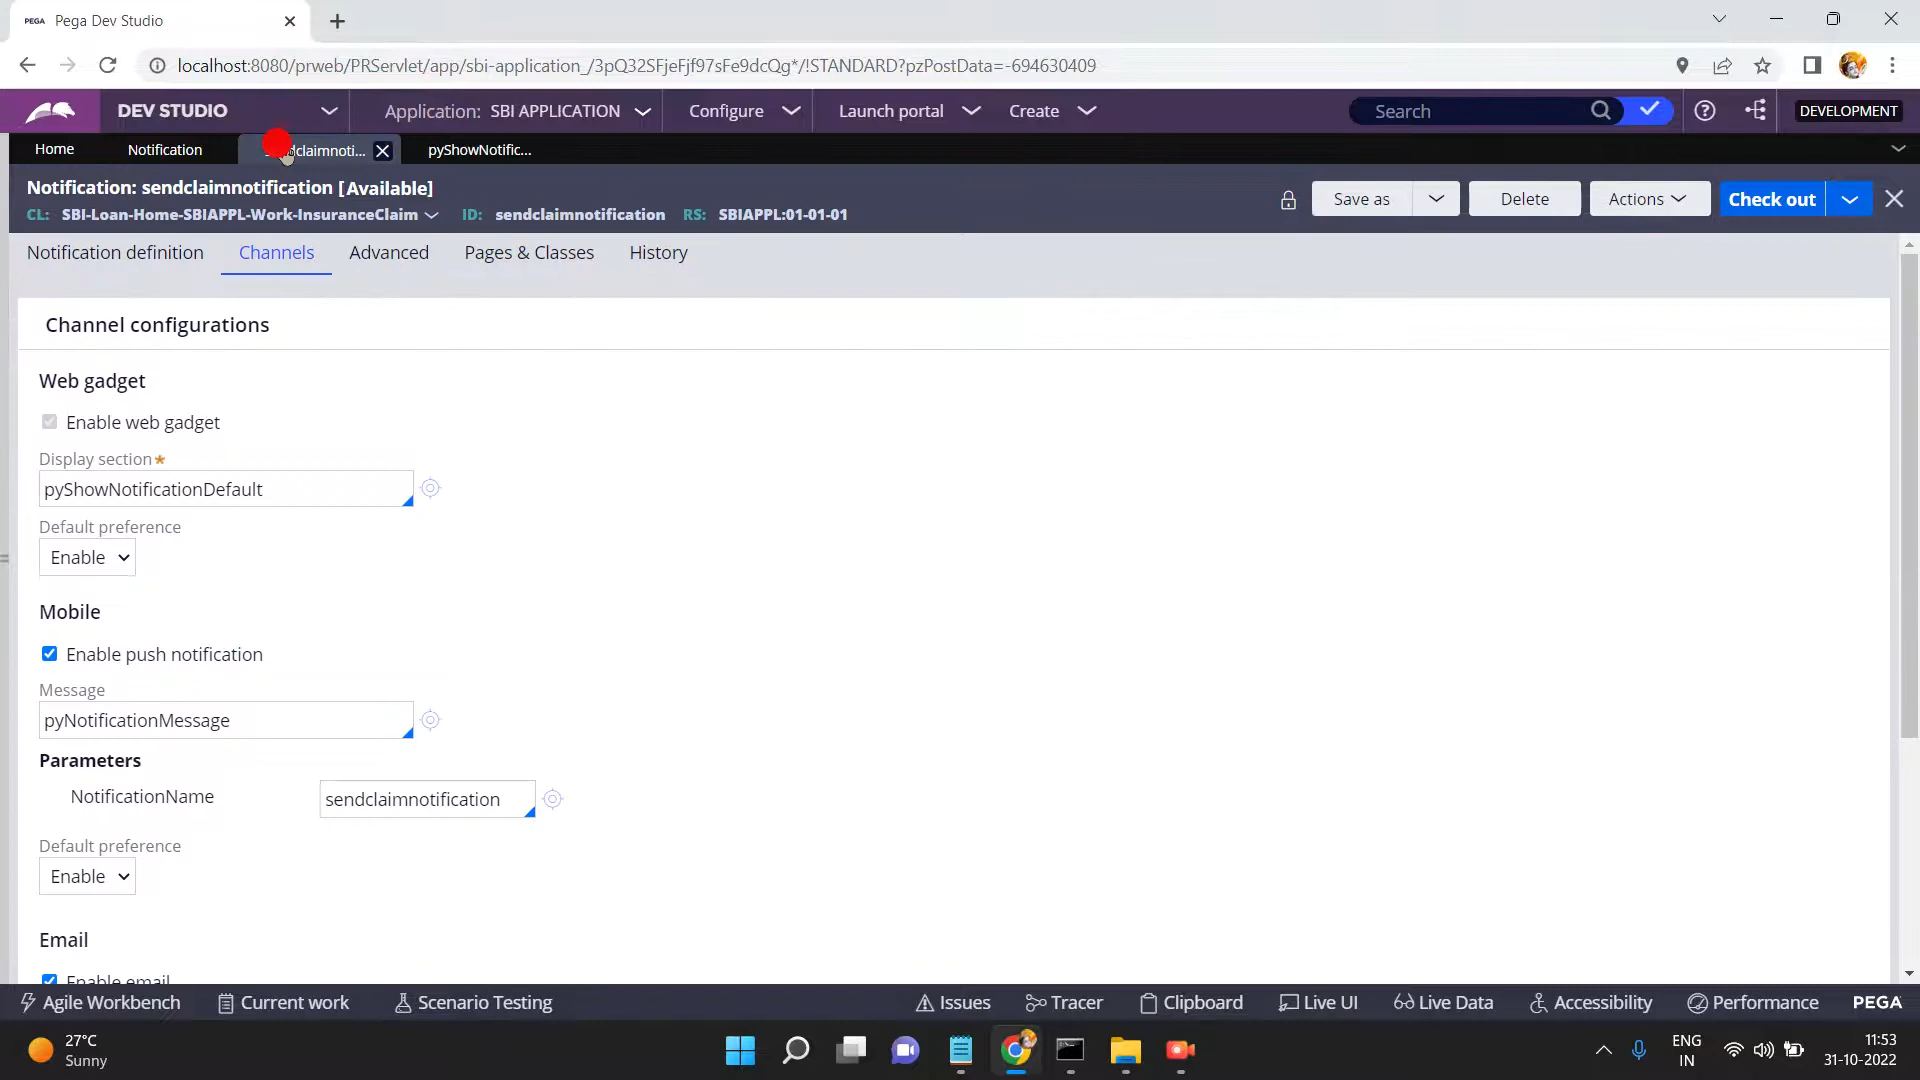 PEGA Pega Dev Studio
localhost:8080/prweb/PRServlet/app/sbi-application_/3pQ32SFjeFjf97sFe9dcQg*/!STANDARD?pzPostData=-694630409
DEV STUDIO Application: SBI APPLICATION Configure Launch portal Create Search DEVELOPMENT
Home Notification claimnoti... pyShowNotific...
Notification: sendclaimnotification [Available]
CL: SBI-Loan-Home-SBIAPPL-Work-InsuranceClaim ID: sendclaimnotification RS: SBIAPPL:01-01-01
Save as Delete Actions Check out
Notification definition Channels Advanced Pages & Classes History
Channel configurations
Web gadget
Enable web gadget
Display section*
pyShowNotificationDefault
Default preference
Enable
Mobile
Enable push notification
Message
pyNotificationMessage
Parameters
NotificationName sendclaimnotification
Default preference
Enable
Email
Enable email
Agile Workbench Current work Scenario Testing Issues Tracer Clipboard Live UI Live Data Accessibility Performance PEGA
27°C
Sunny
ENG
IN
11:53
31-10-2022